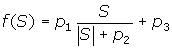 f(S) = p₁ S / (|S| + p₂) + p₃